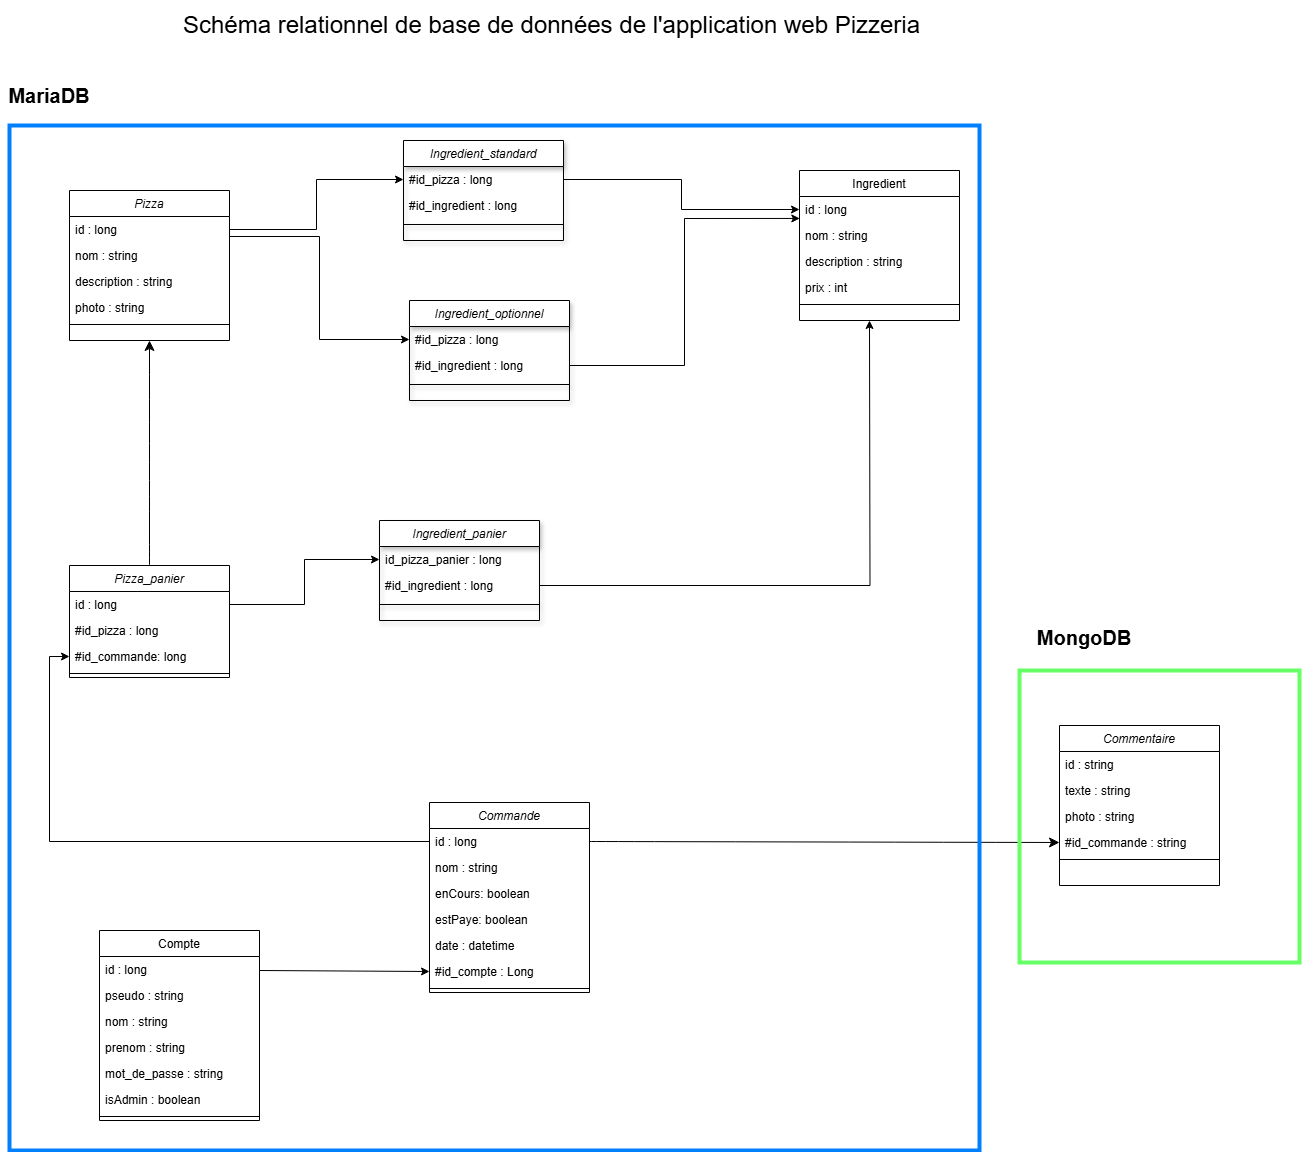 Schéma relationnel de base de données de l'application web Pizzeria
MariaDB
Pizza
id : long
nom : string
description : string
photo : string
Ingredient_standard
#id_pizza : long
#id_ingredient : long
Ingredient_optionnel
#id_pizza : long
#id_ingredient : long
Ingredient
id : long
nom : string
description : string
prix : int
Pizza_panier
id : long
#id_pizza : long
#id_commande: long
Ingredient_panier
id_pizza_panier : long
#id_ingredient : long
Commande
id : long
nom : string
enCours: boolean
estPaye: boolean
date : datetime
#id_compte : Long
Compte
id : long
pseudo : string
nom : string
prenom : string
mot_de_passe : string
isAdmin : boolean
MongoDB
Commentaire
id : string
texte : string
photo : string
#id_commande : string